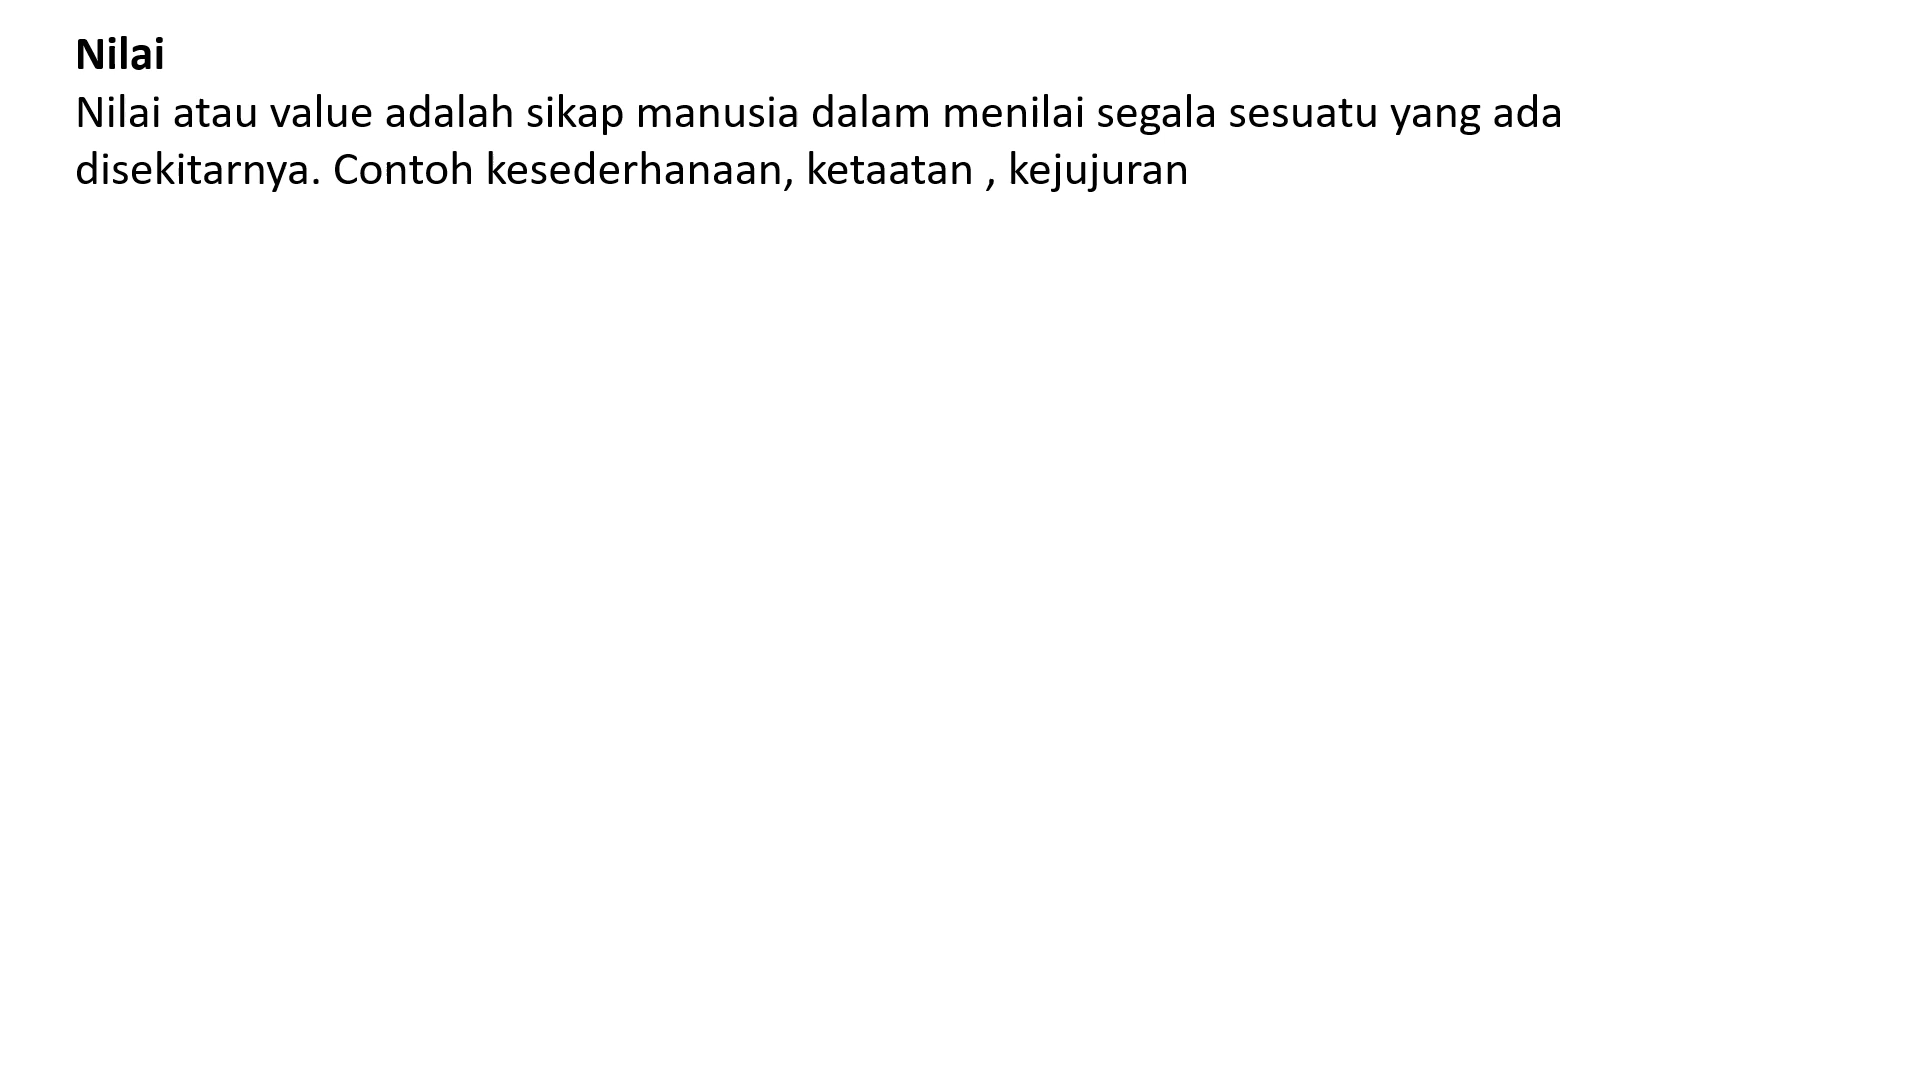 Nilai
Nilai atau value adalah sikap manusia dalam menilai segala sesuatu yang ada
disekitarnya. Contoh kesederhanaan, ketaatan , kejujuran